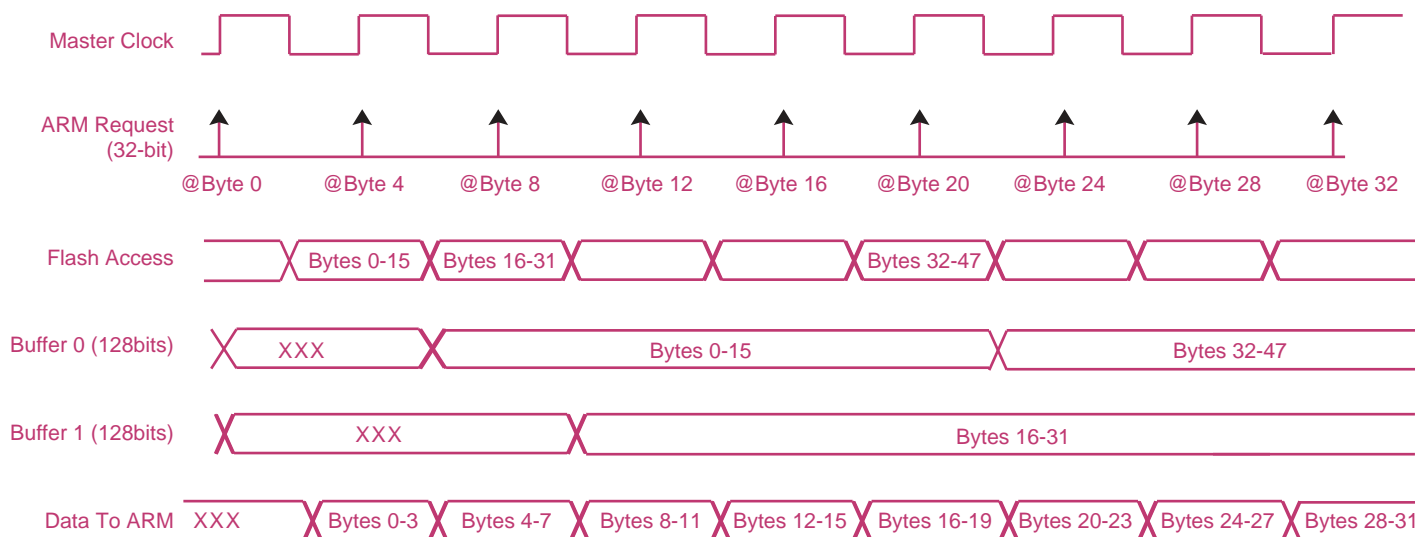 Master Clock
ARM Request
(32-bit)
@Byte 0 @Byte 4 @Byte 8 @Byte 12 @Byte 16 @Byte 20 @Byte 24 @Byte 28 @Byte 32
Flash Access Bytes 0-15 Bytes 16-31 Bytes 32-47
Buffer 0 (128bits) XXX Bytes 0-15 Bytes 32-47
Buffer 1 (128bits) XXX Bytes 16-31
Data To ARM XXX Bytes 0-3 Bytes 4-7 Bytes 8-11 Bytes 12-15 Bytes 16-19 Bytes 20-23 Bytes 24-27 Bytes 28-31